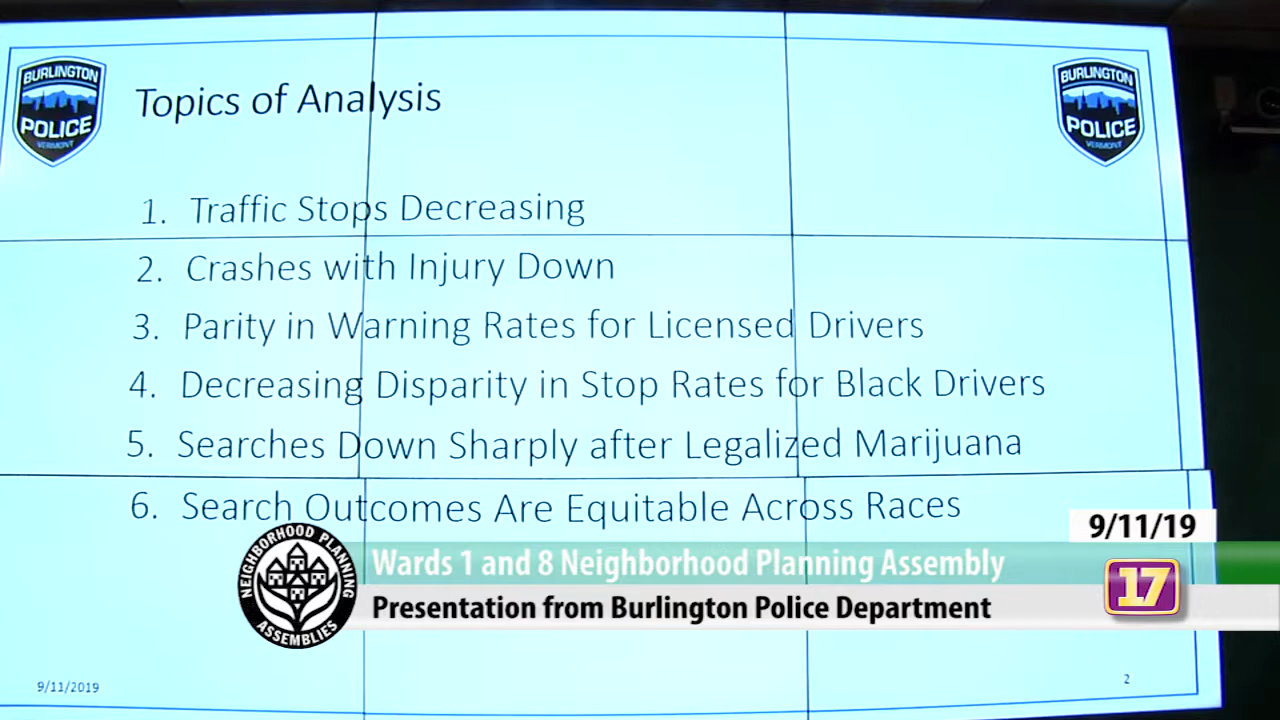 BURLINGTON
POLICE
VERMONT
Topics of Analysis
BURLINGTON
POLICE
VERMONT
1. Traffic Stops Decreasing
2. Crashes with Injury Down
3. Parity in Warning Rates for Licensed Drivers
4. Decreasing Disparity in Stop Rates for Black Drivers
5. Searches Down Sharply after Legalized Marijuana
6. Search Outcomes Are Equitable Across Races
9/11/19
NEIGHBORHOOD PLANNING
ASSEMBLIES
Wards 1 and 8 Neighborhood Planning Assembly
17
Presentation from Burlington Police Department
9/11/2019
2